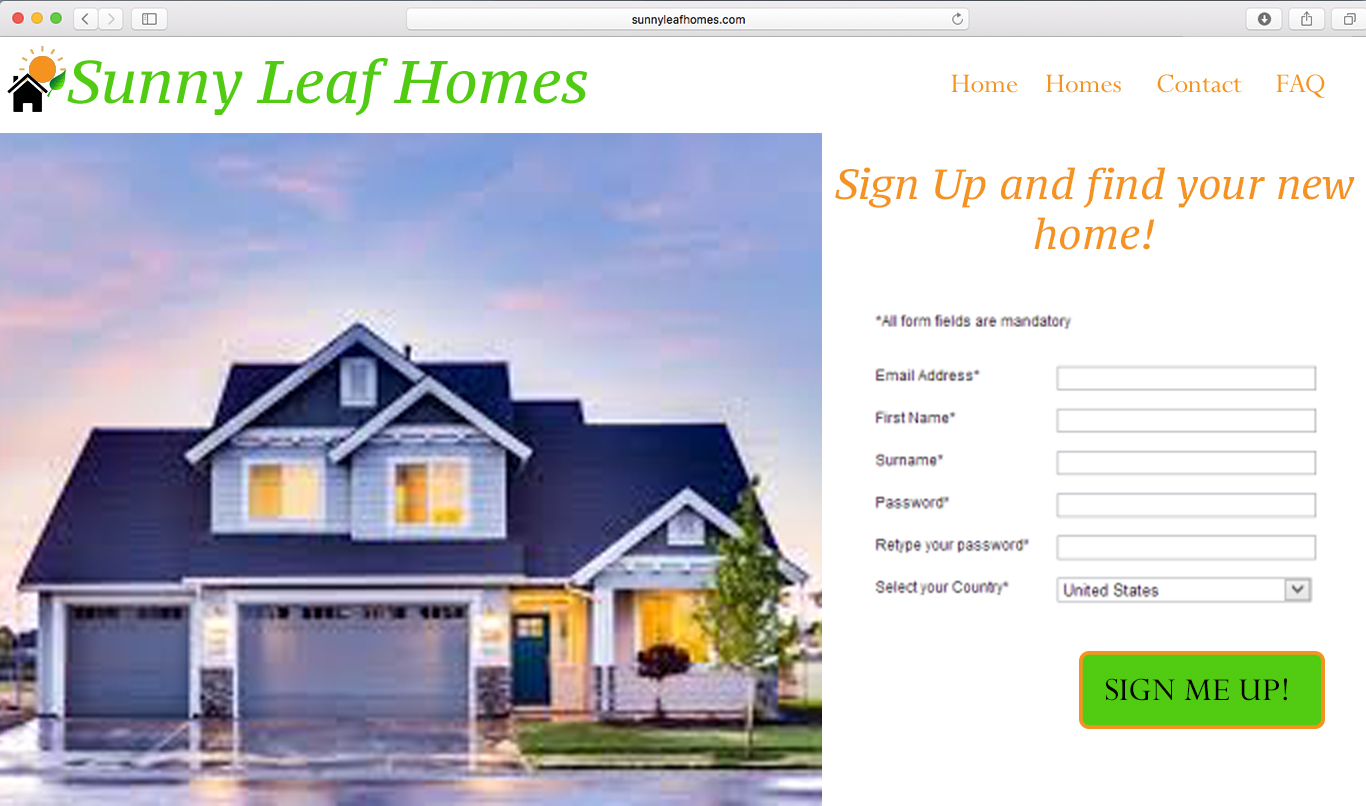 sunnyleafhomes.com
Sunny Leaf Homes
Home Homes Contact FAQ
Sign Up and find your new
home!
*All form fields are mandatory
Email Address*
First Name*
Surname*
Password*
Retype your password*
Select your Country* United States
SIGN ME UP!